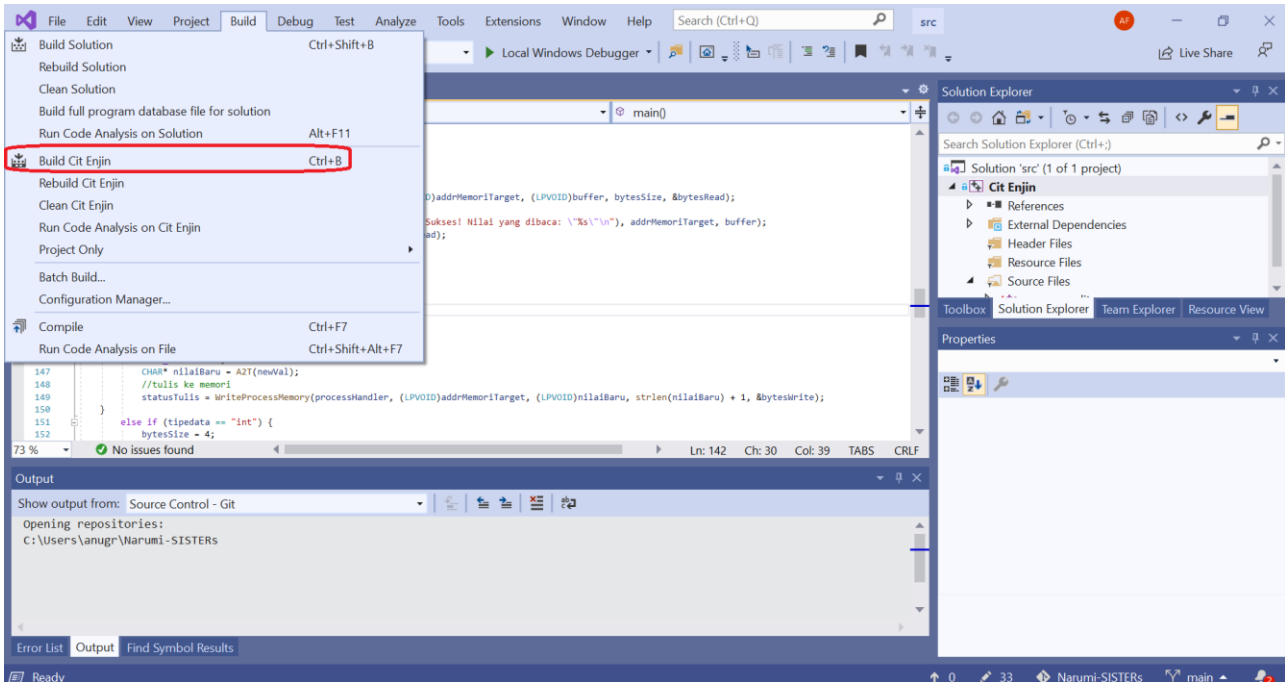 File Edit View Project Build Debug Test Analyze Tools Extensions Window Help Search (Ctrl+Q) src AF
Build Solution Ctrl+Shift+B
Rebuild Solution
Clean Solution
Build full program database file for solution
Run Code Analysis on Solution Alt+F11
Build Cit Enjin Ctrl+B
Rebuild Cit Enjin
Clean Cit Enjin
Run Code Analysis on Cit Enjin
Project Only
Batch Build...
Configuration Manager...
Compile Ctrl+F7
Run Code Analysis on File Ctrl+Shift+Alt+F7
Local Windows Debugger Live Share
main()
)addrMemoriTarget, (LPVOID)buffer, bytesSize, &bytesRead);
Sukses! Nilai yang dibaca: \"%s\"\n"), addrMemoriTarget, buffer);
ad);
147 CHAR* nilaiBaru = A2T(newVal);
148 //tulis ke memori
149 statusTulis = WriteProcessMemory(processHandler, (LPVOID)addrMemoriTarget, (LPVOID)nilaiBaru, strlen(nilaiBaru) + 1, &bytesWrite);
150 }
151 else if (tipedata == "int") {
152 bytesSize = 4;
73 % No issues found Ln: 142 Ch: 30 Col: 39 TABS CRLF
Output
Show output from: Source Control - Git
Opening repositories:
C:\Users\anugr\Narumi-SISTERs
Error List Output Find Symbol Results
Solution Explorer
Search Solution Explorer (Ctrl+;)
Solution 'src' (1 of 1 project)
Cit Enjin
References
External Dependencies
Header Files
Resource Files
Source Files
Toolbox Solution Explorer Team Explorer Resource View
Properties
Ready 0 33 Narumi-SISTERs main 2